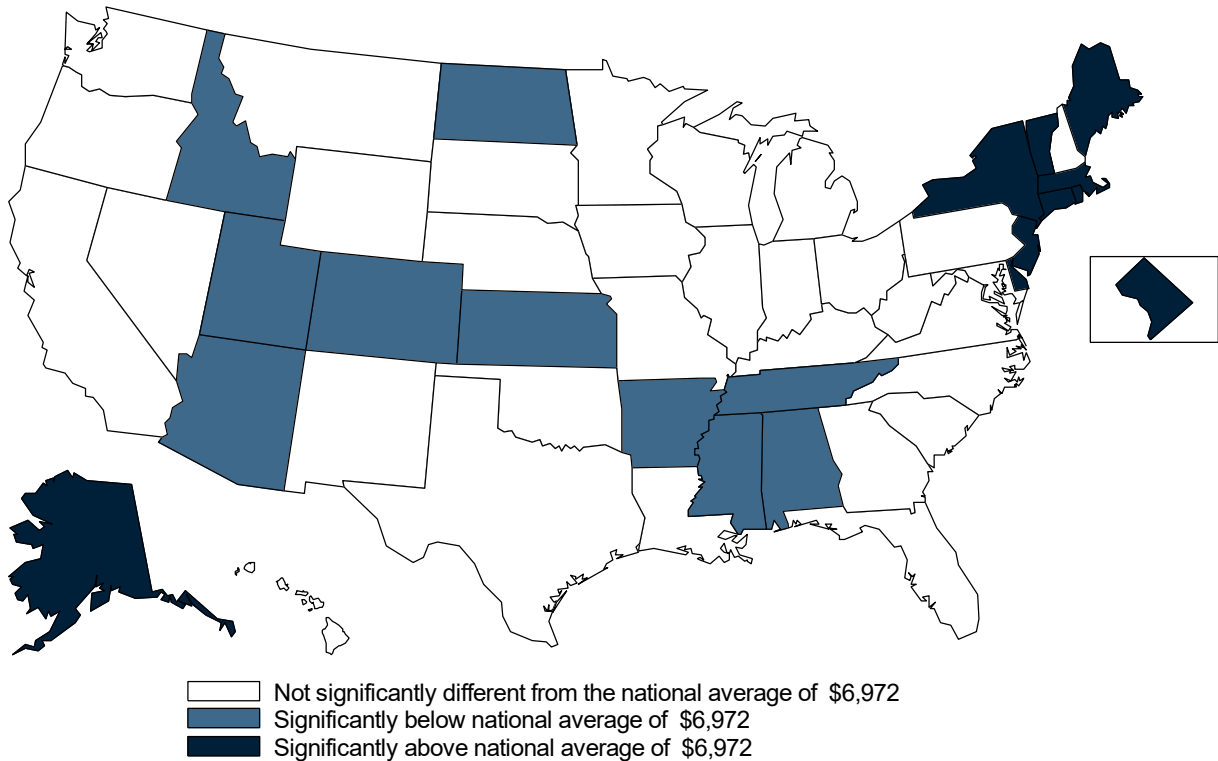 Not significantly different from the national average of $6,972
Significantly below national average of $6,972
Significantly above national average of $6,972